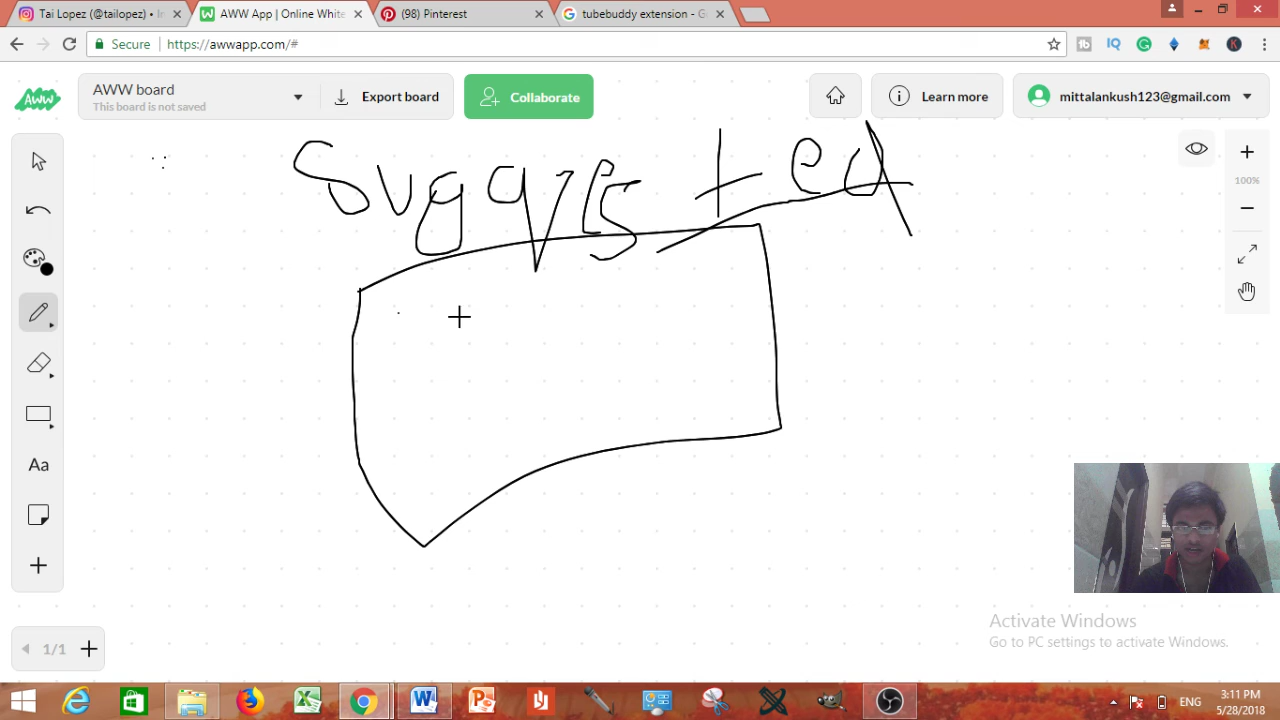 Tai Lopez (@tailopez) • In
AWW App | Online White
(98) Pinterest
tubebuddy extension - G
Secure
https://awwapp.com/#
AWW
AWW board
This board is not saved
Export board
Collaborate
Learn more
mittalankush123@gmail.com
100%
Aa
1/1
Activate Windows
Go to PC settings to activate Windows.
ENG
3:11 PM
5/28/2018